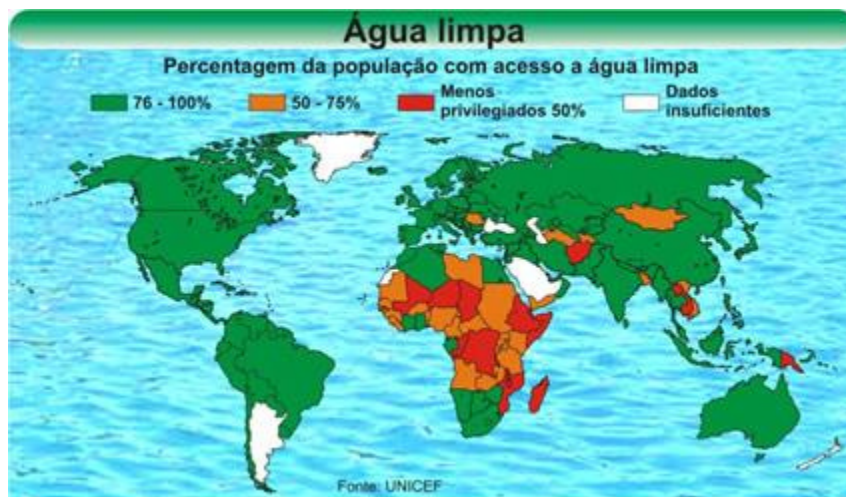 Água limpa
Percentagem da população com acesso a água limpa
76 - 100%
50 - 75%
Menos
privilegiados 50%
Dados
insuficientes
Fonte: UNICEF